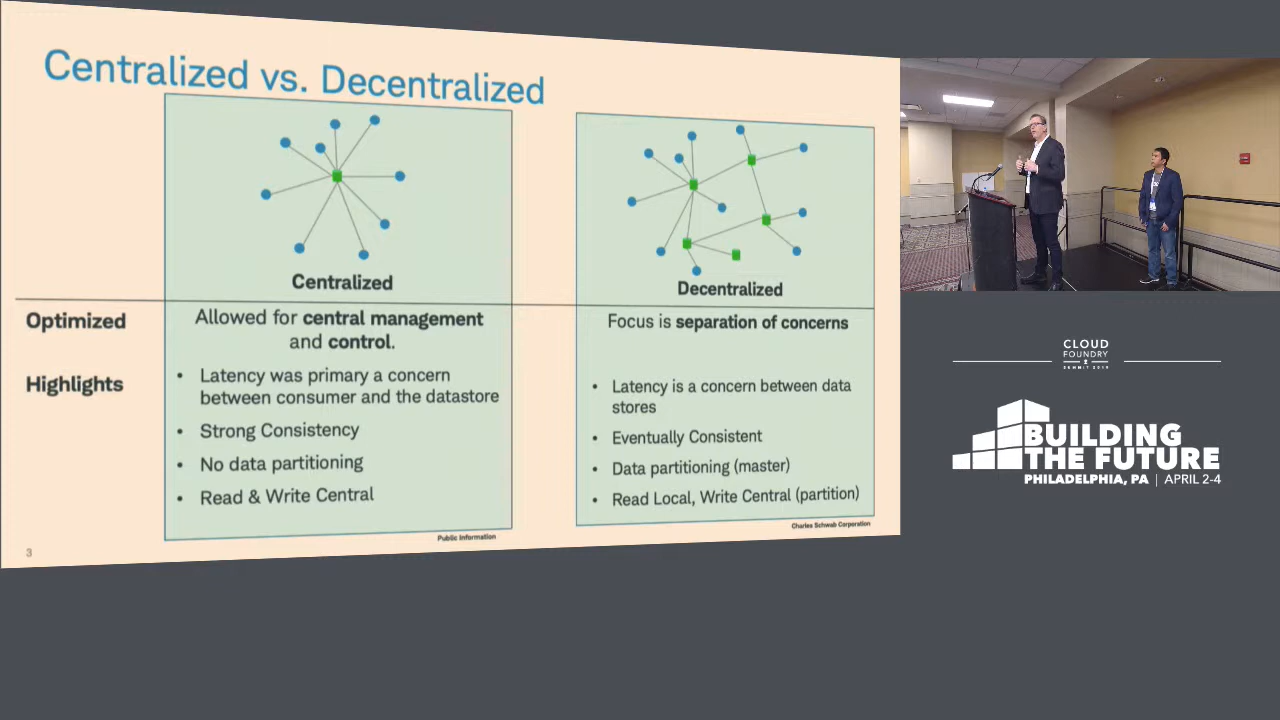 Centralized vs. Decentralized
Centralized
Decentralized
Optimized
Allowed for central management
and control.
Focus is separation of concerns
Highlights
• Latency was primary a concern
between consumer and the datastore
• Strong Consistency
• No data partitioning
• Read & Write Central
• Latency is a concern between data
stores
• Eventually Consistent
• Data partitioning (master)
• Read Local, Write Central (partition)
Public Information
Charles Schwab Corporation
3
CLOUD
FOUNDRY
SUMMIT 2019
BUILDING
THE FUTURE
PHILADELPHIA, PA | APRIL 2-4